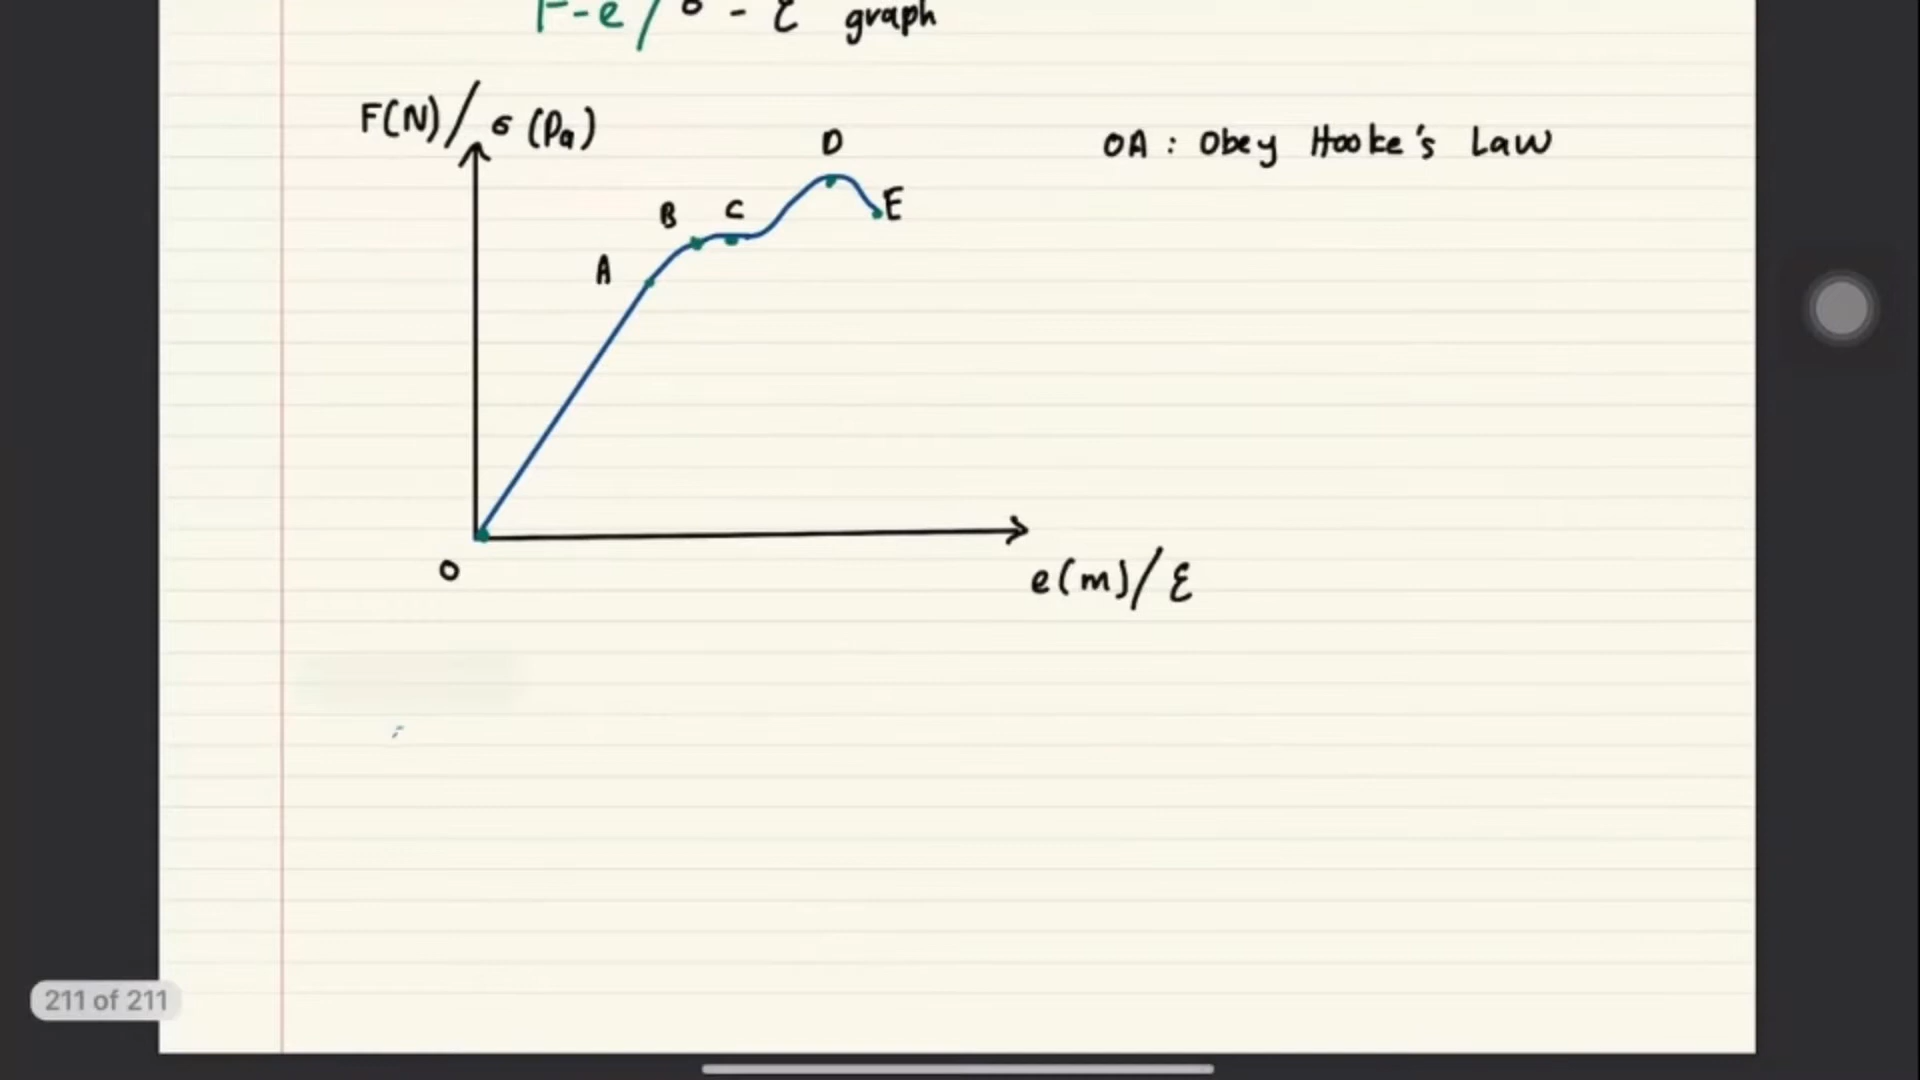 F-e / σ - ε graph
F(N) / σ (Pa)
D
OA : Obey Hooke's Law
B C E
A
O
e(m) / ε
211 of 211